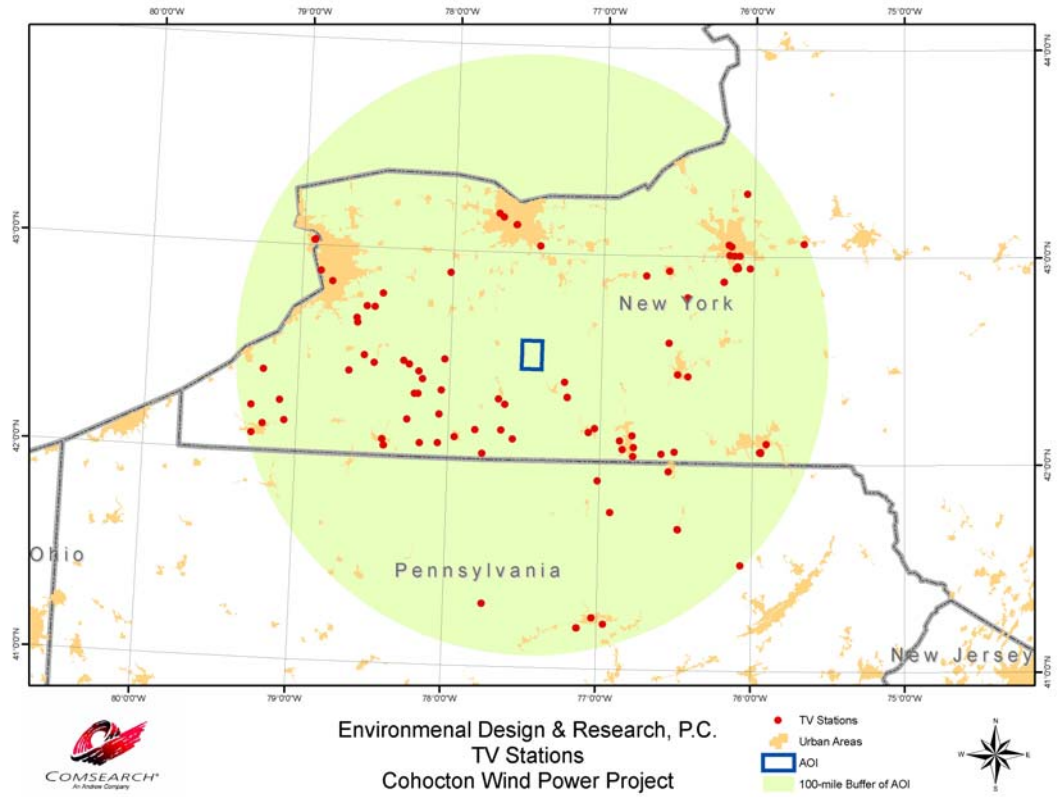 80°0'0"W 79°0'0"W 78°0'0"W 77°0'0"W 76°0'0"W 75°0'0"W
44°0'0"N
43°0'0"N
43°0'0"N
New York
42°0'0"N
42°0'0"N
Ohio
Pennsylvania
41°0'0"N
New Jersey
41°0'0"N
80°0'0"W 79°0'0"W 78°0'0"W 77°0'0"W 76°0'0"W 75°0'0"W
COMSEARCH®
An Andrew Company
Environmenal Design & Research, P.C.
TV Stations
Cohocton Wind Power Project
TV Stations
Urban Areas
AOI
100-mile Buffer of AOI
N
W E
S